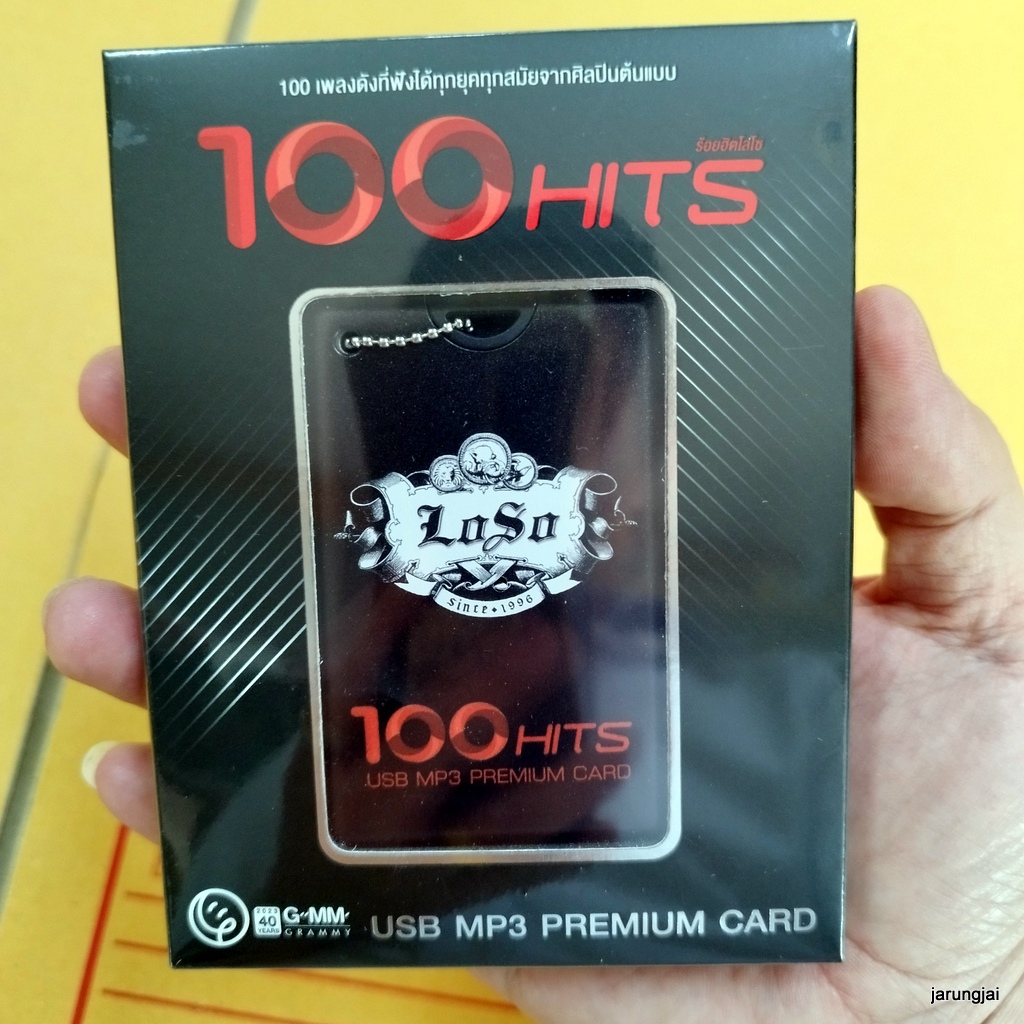 100 เพลงดังที่ฟังได้ทุกยุคทุกสมัยจากศิลปินต้นแบบ
ร้อยฮิตโลโซ
100 HITS
LoSo
Since • 1996
100 HITS
USB MP3 PREMIUM CARD
2023
40
YEARS
GMM
GRAMMY
USB MP3 PREMIUM CARD
jarungjai